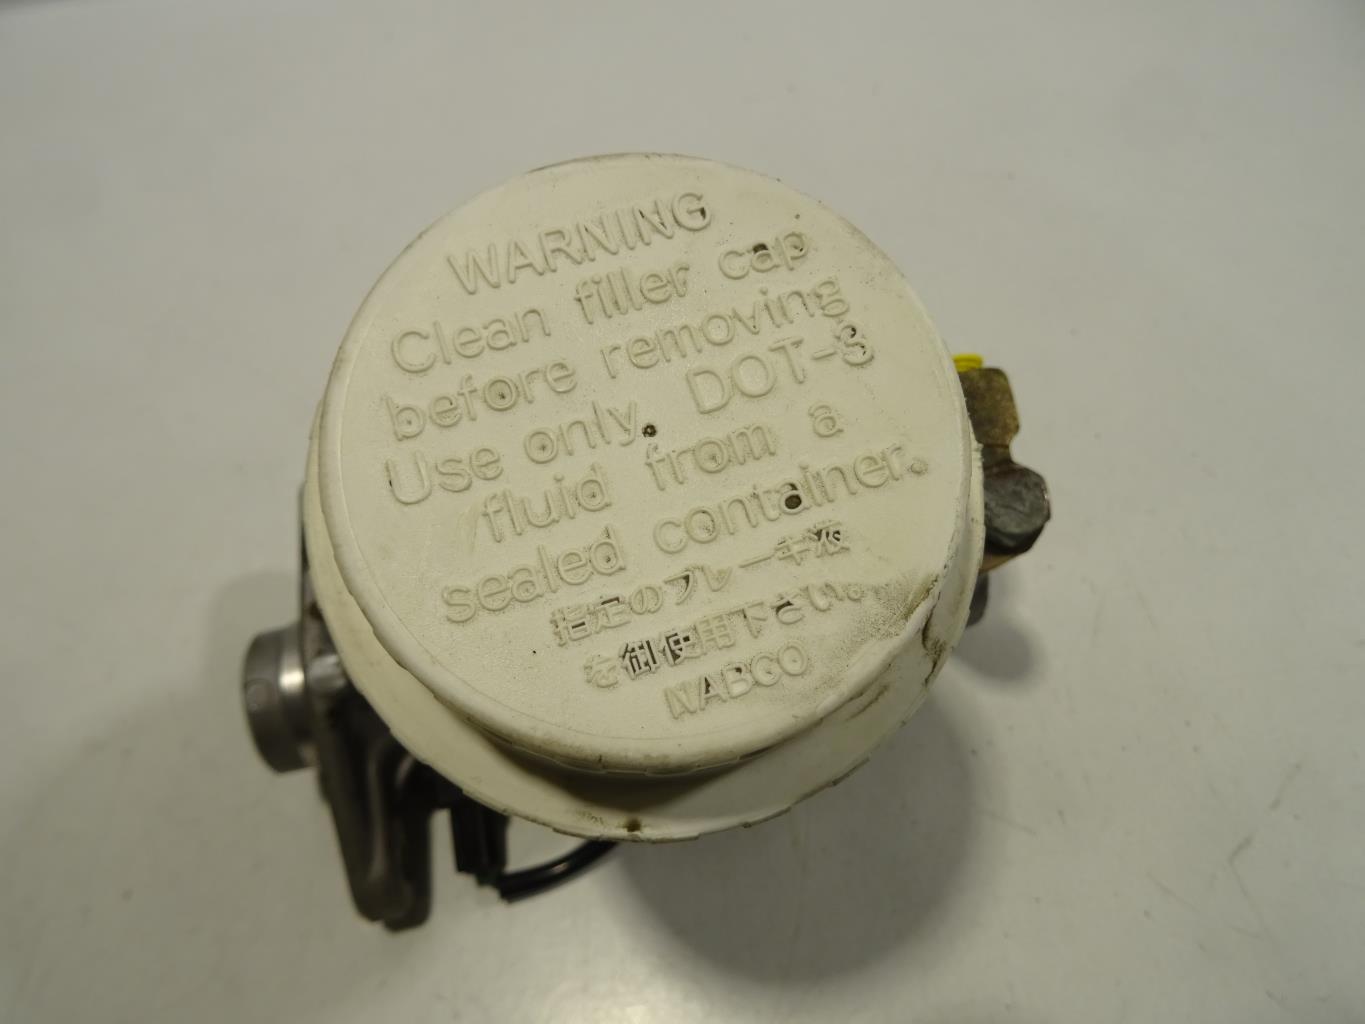 WARNING
Clean filler cap
before removing
Use only. DOT-3
fluid from a
sealed container.
指定のブレーキ液
を御使用下さい。
NABCO